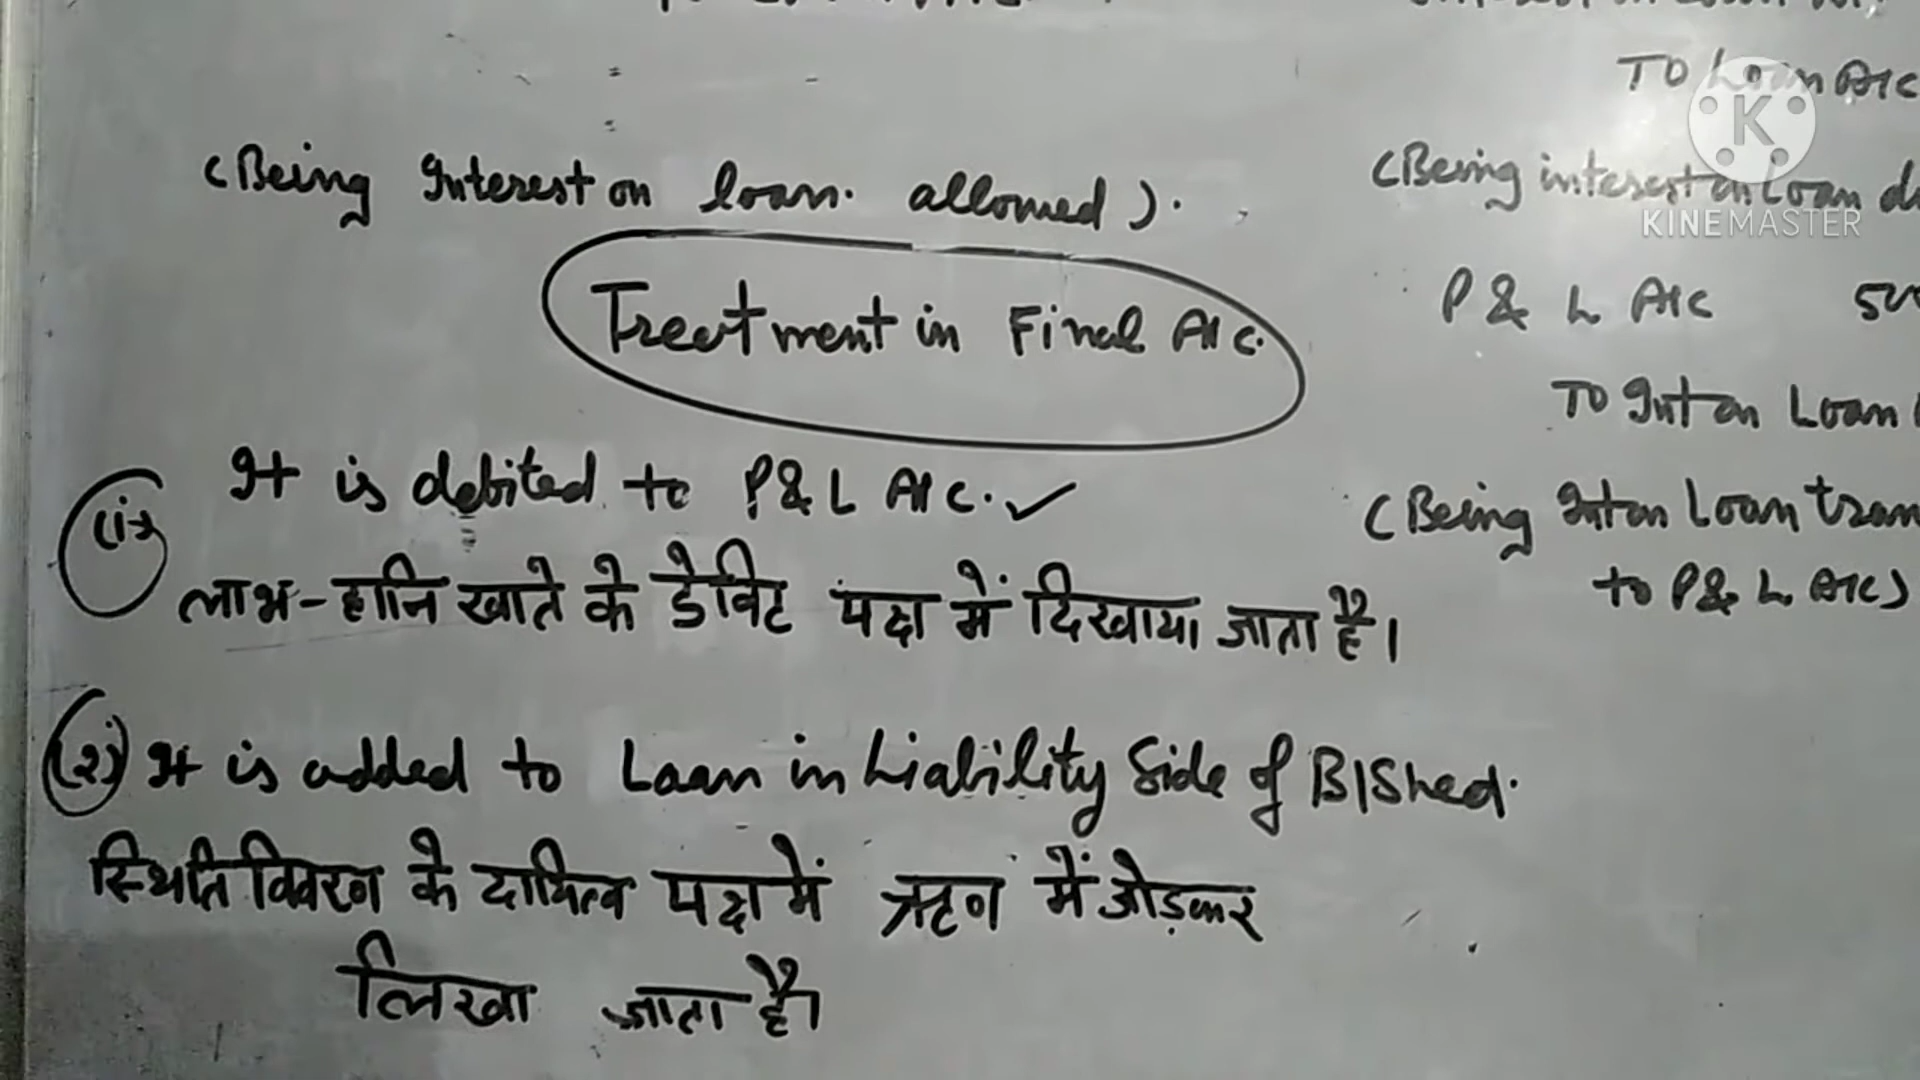 (Being Interest on loan. allowed).
Treatment in Final A/c.
(i) It is debited to P & L A/c. ✓
लाभ-हानि खाते के डेबिट पक्ष में दिखाया जाता है।
(2) It is added to Loan in Liability Side of B/Sheed.
स्थिति विवरण के दायित्व पक्ष में ऋण में जोड़कर
लिखा जाता है।
To Loan A/c
(Being interest on Loan
P & L A/c
To Int on Loan
(Being Int on Loan tran
to P & L A/c)
K
KINEMASTER